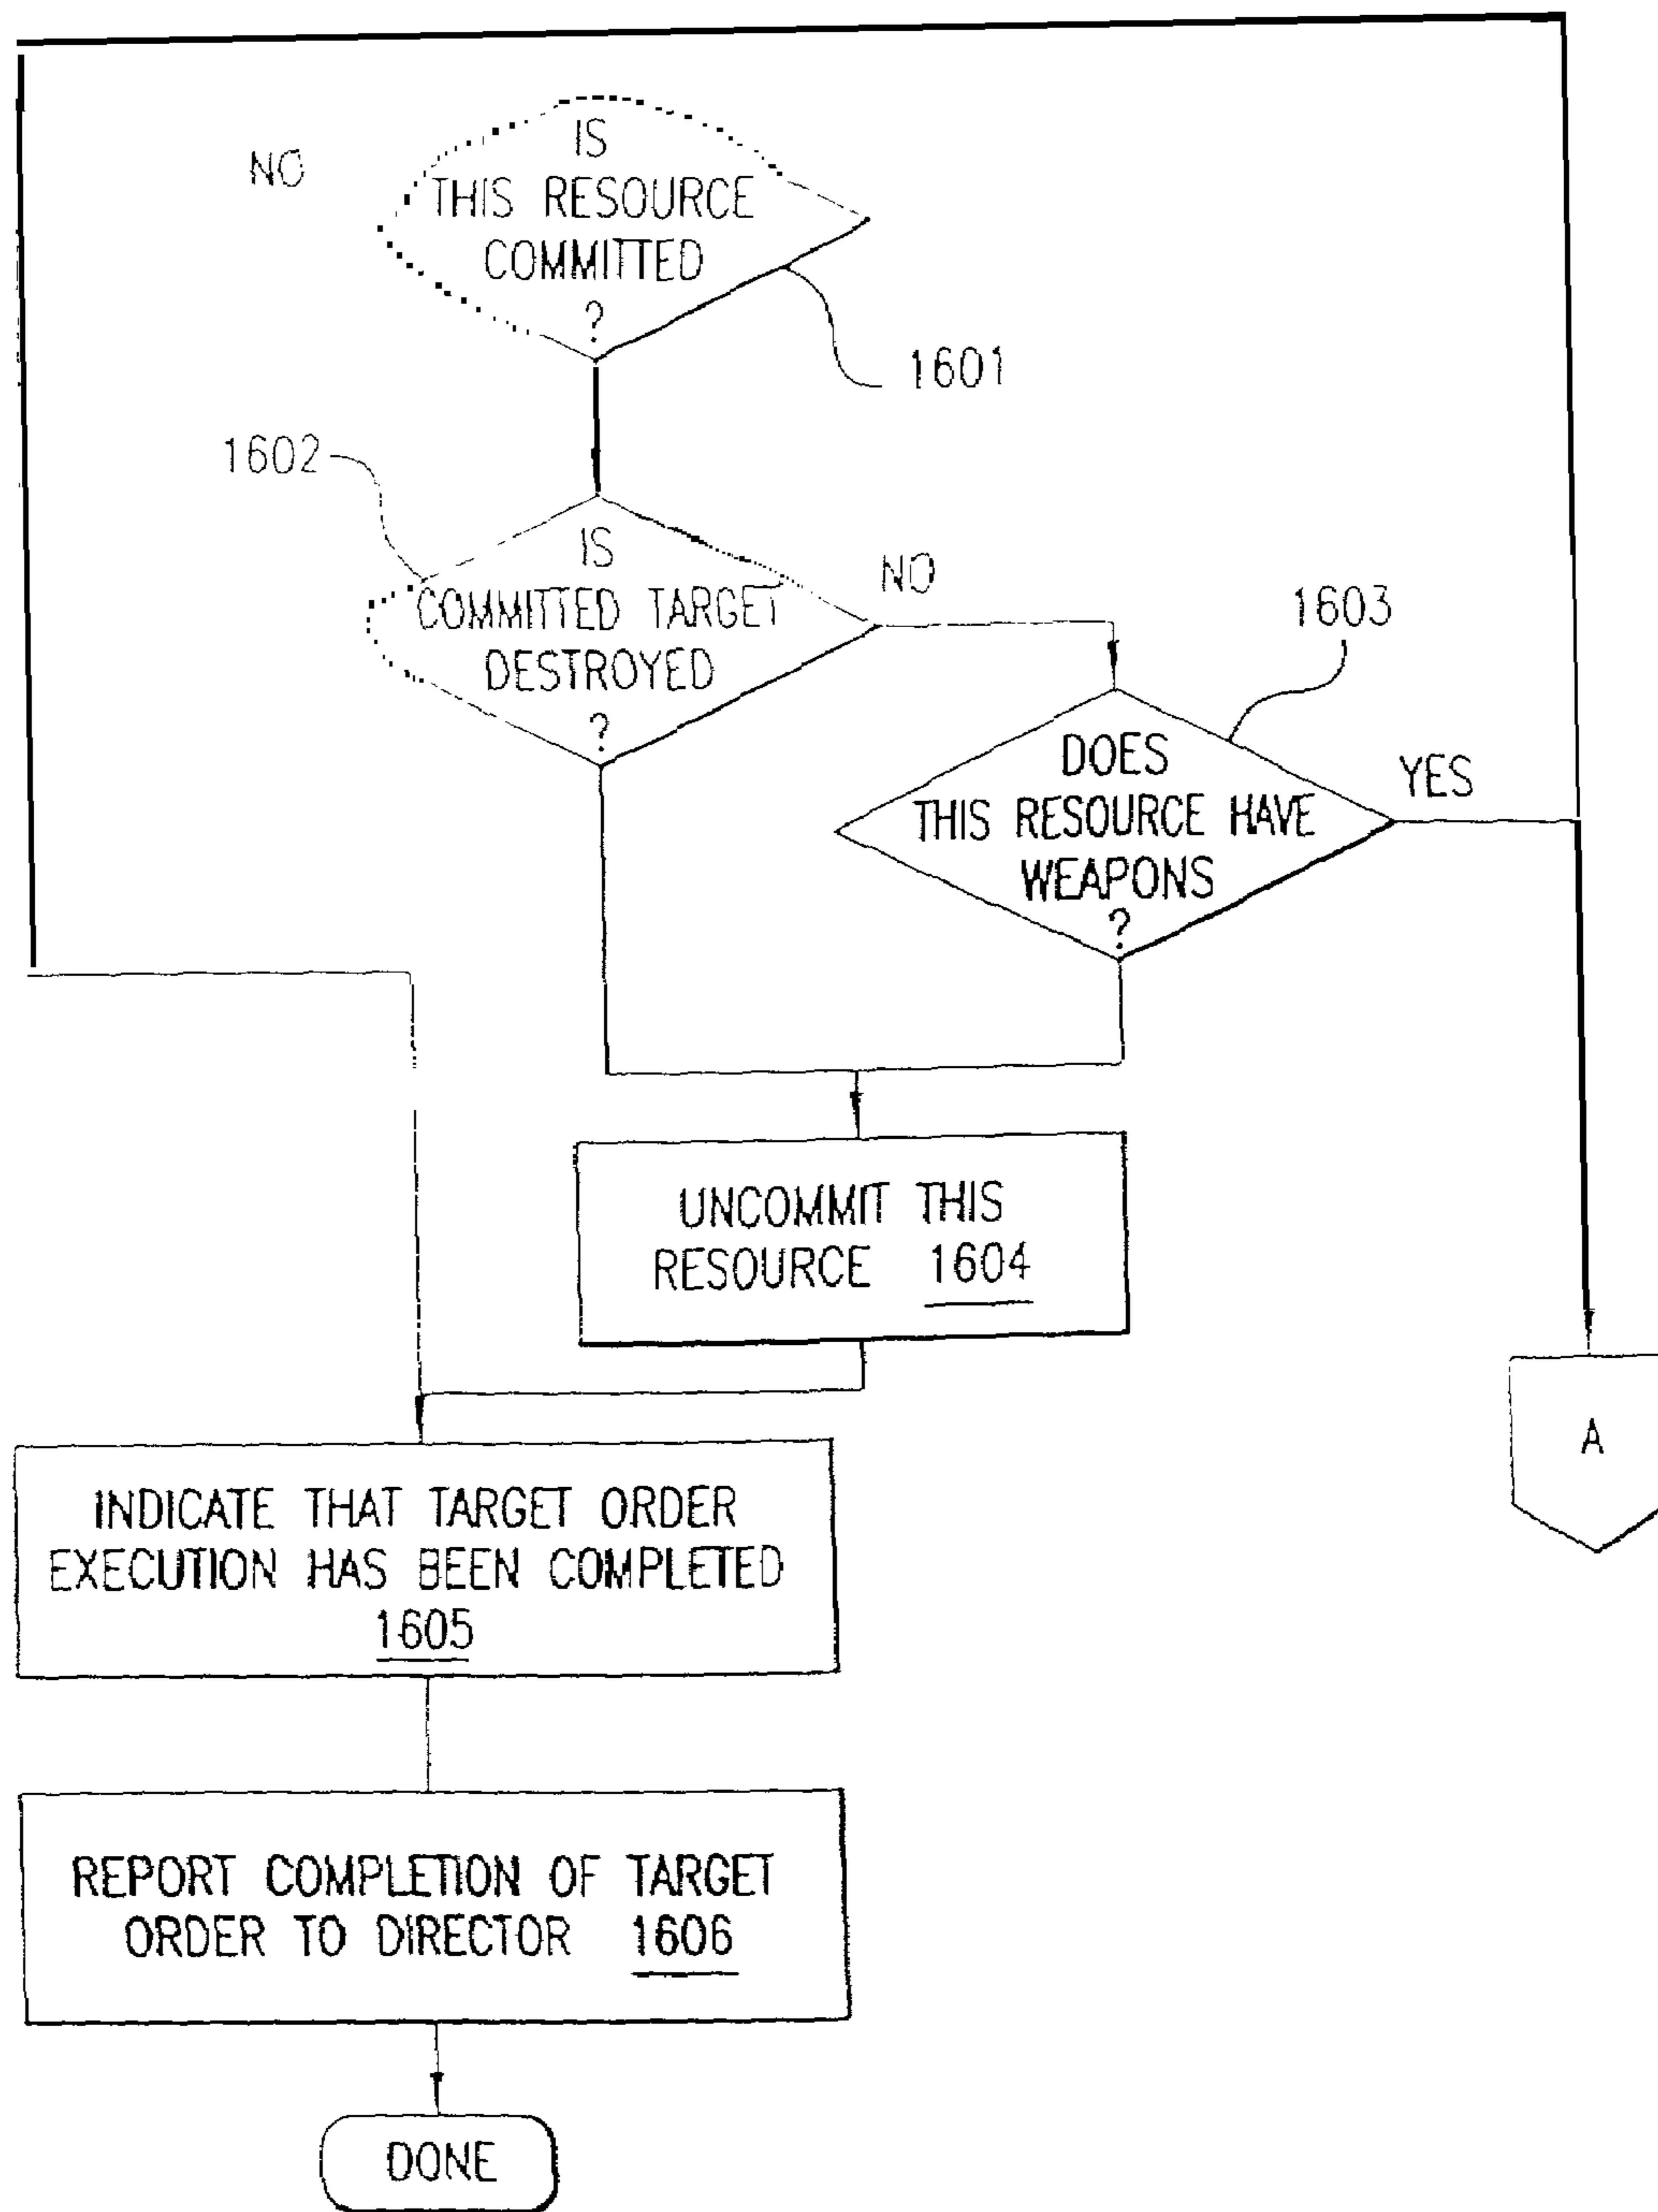 NO
IS
THIS RESOURCE
COMMITTED
?
1601
1602
IS
COMMITTED TARGET
DESTROYED
?
NO
1603
DOES
THIS RESOURCE HAVE
WEAPONS
?
YES
UNCOMMIT THIS
RESOURCE 1604
A
INDICATE THAT TARGET ORDER
EXECUTION HAS BEEN COMPLETED
1605
REPORT COMPLETION OF TARGET
ORDER TO DIRECTOR 1606
DONE